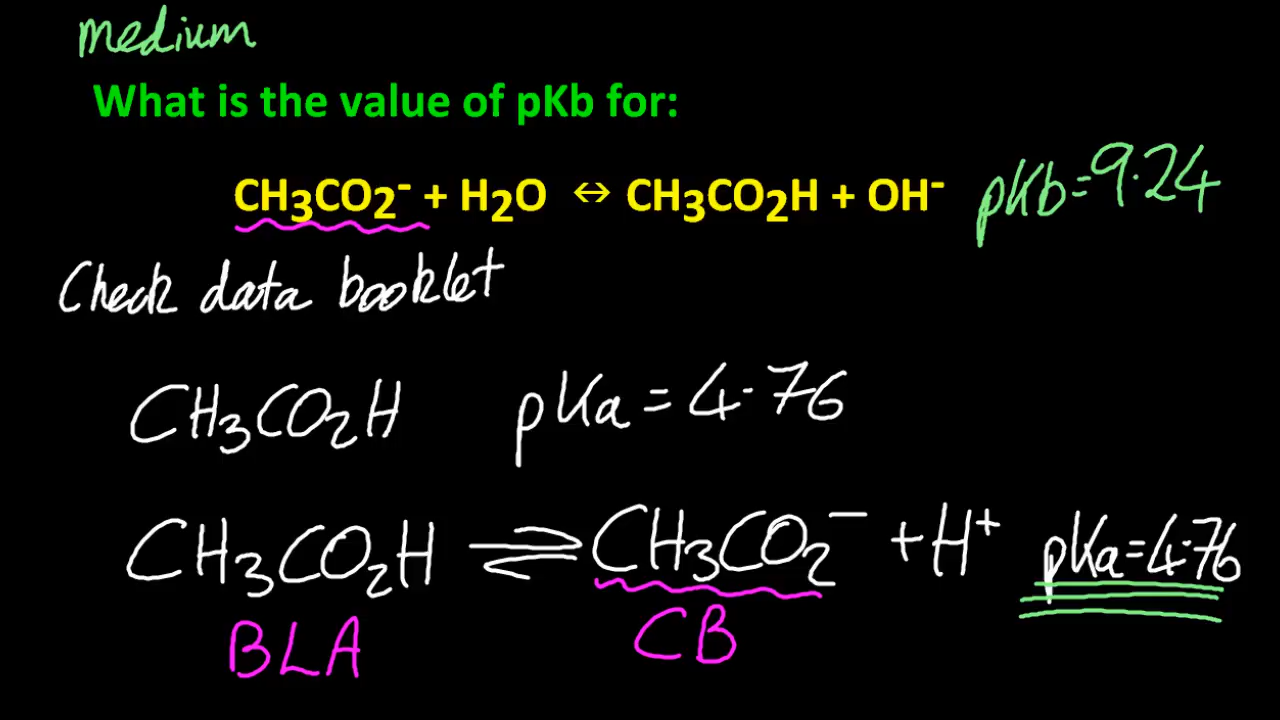 medium
What is the value of pKb for:
CH3CO2- + H2O ↔ CH3CO2H + OH- pKb=9.24
Check data booklet
CH3CO2H pKa = 4.76
CH3CO2H ⇌ CH3CO2- + H+ pKa=4.76
BLA CB